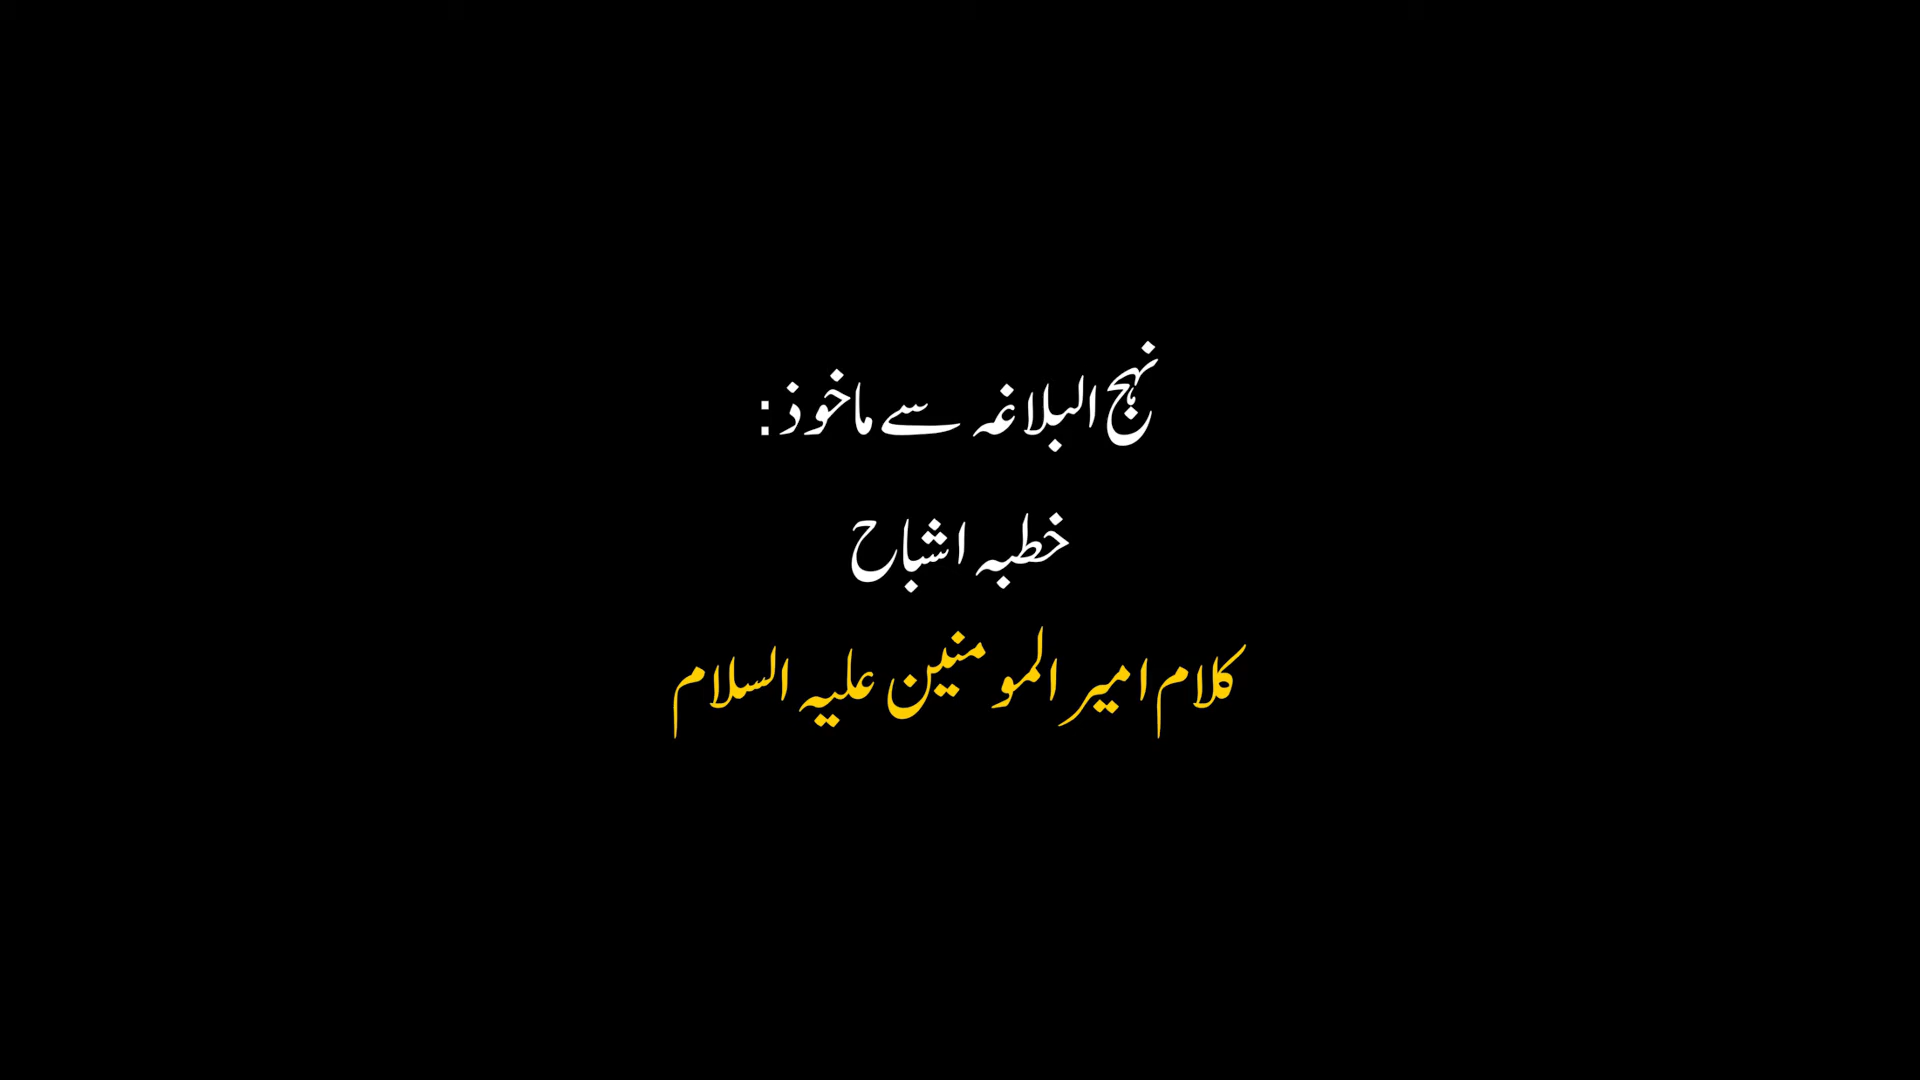 نہج البلاغہ سے ماخوذ:
خطبہ اشباح
کلام امیر المومنین علیہ السلام